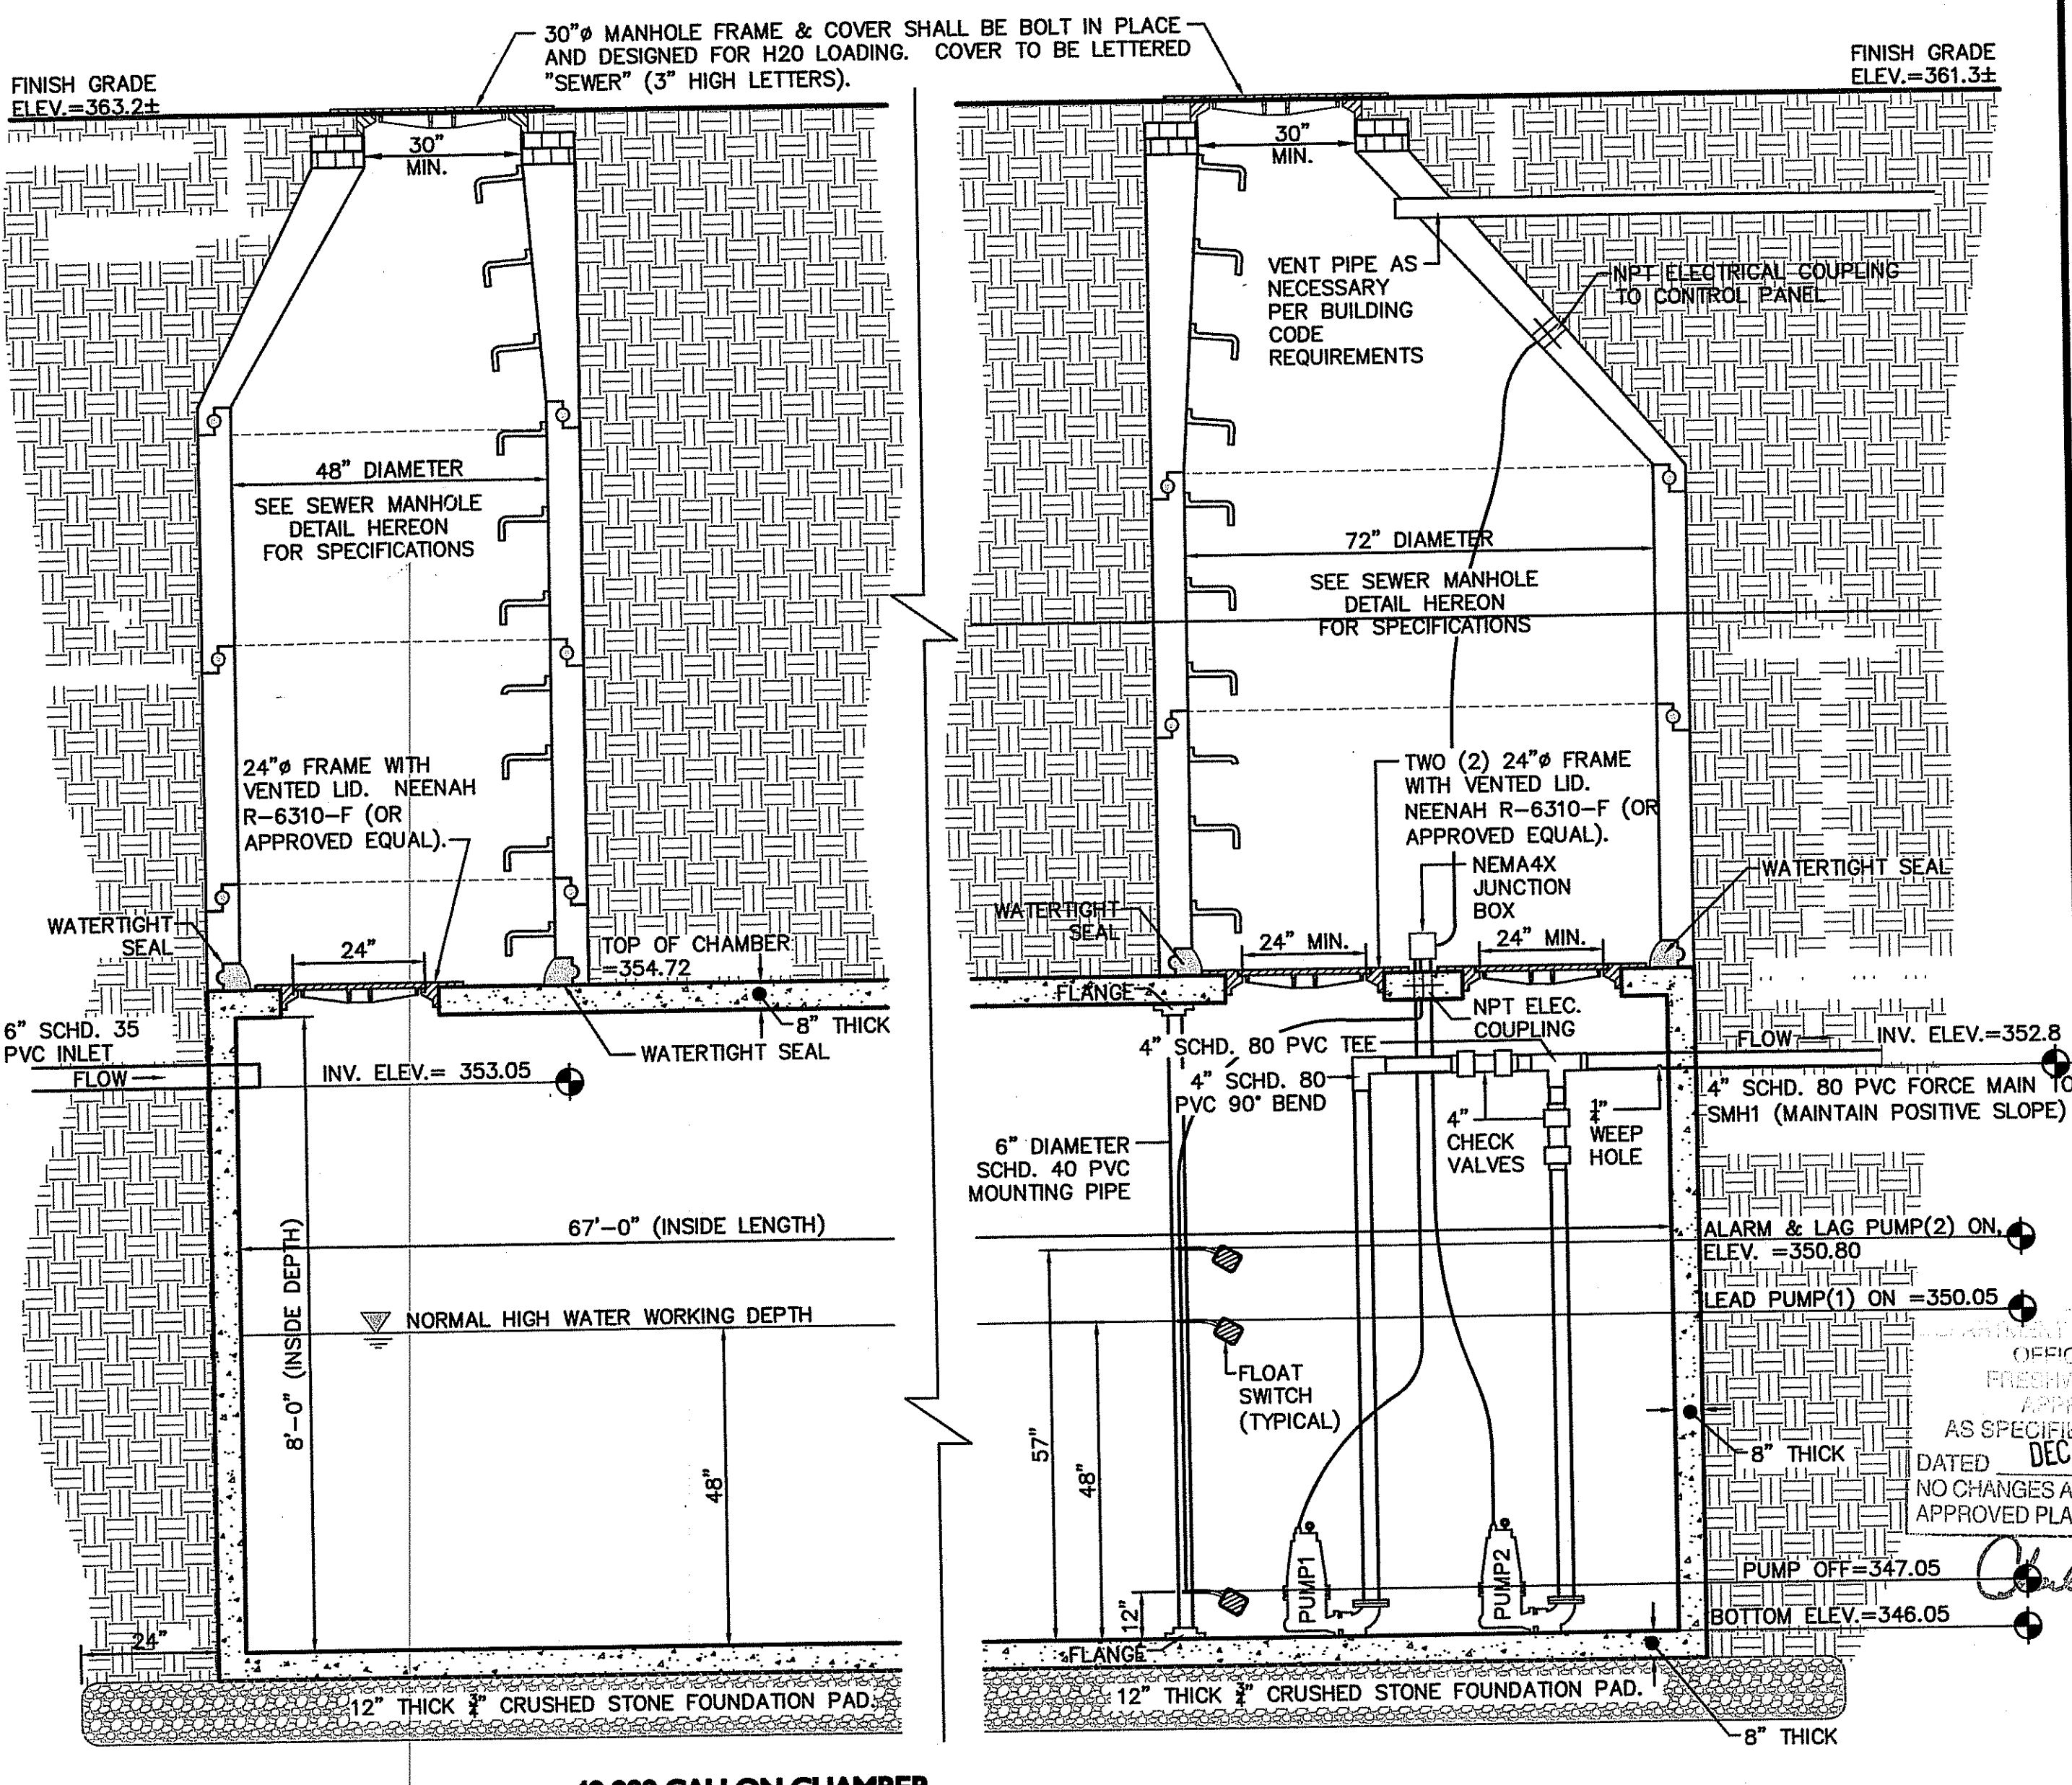 30"ø MANHOLE FRAME & COVER SHALL BE BOLT IN PLACE
AND DESIGNED FOR H20 LOADING. COVER TO BE LETTERED
"SEWER" (3" HIGH LETTERS).
FINISH GRADE
ELEV.=363.2±
FINISH GRADE
ELEV.=361.3±
30"
MIN.
30"
MIN.
VENT PIPE AS
NECESSARY
PER BUILDING
CODE
REQUIREMENTS
NPT ELECTRICAL COUPLING
TO CONTROL PANEL
48" DIAMETER
SEE SEWER MANHOLE
DETAIL HEREON
FOR SPECIFICATIONS
72" DIAMETER
SEE SEWER MANHOLE
DETAIL HEREON
FOR SPECIFICATIONS
24"ø FRAME WITH
VENTED LID. NEENAH
R-6310-F (OR
APPROVED EQUAL).
TWO (2) 24"ø FRAME
WITH VENTED LID.
NEENAH R-6310-F (OR
APPROVED EQUAL).
NEMA4X
JUNCTION
BOX
WATERTIGHT SEAL
WATERTIGHT
SEAL
WATERTIGHT
SEAL
24"
TOP OF CHAMBER
=354.72
24" MIN.
24" MIN.
8" THICK
WATERTIGHT SEAL
FLANGE
NPT ELEC.
COUPLING
6" SCHD. 35
PVC INLET
FLOW
INV. ELEV.= 353.05
4" SCHD. 80 PVC TEE
4" SCHD. 80
PVC 90° BEND
FLOW
INV. ELEV.=352.8
4" SCHD. 80 PVC FORCE MAIN TO
SMH1 (MAINTAIN POSITIVE SLOPE)
4"
CHECK
VALVES
WEEP
HOLE
6" DIAMETER
SCHD. 40 PVC
MOUNTING PIPE
67'-0" (INSIDE LENGTH)
ALARM & LAG PUMP(2) ON,
ELEV. =350.80
8'-0" (INSIDE DEPTH)
NORMAL HIGH WATER WORKING DEPTH
LEAD PUMP(1) ON =350.05
FLOAT
SWITCH
(TYPICAL)
57"
48"
48"
8" THICK
OFFIC
FRESHW
APP
AS SPECIFIE
DATED DEC
NO CHANGES A
APPROVED PLA
PUMP1
PUMP2
12"
PUMP OFF=347.05
BOTTOM ELEV.=346.05
24"
FLANGE
12" THICK ¾" CRUSHED STONE FOUNDATION PAD.
12" THICK ¾" CRUSHED STONE FOUNDATION PAD.
8" THICK
GALLON CHAMBER